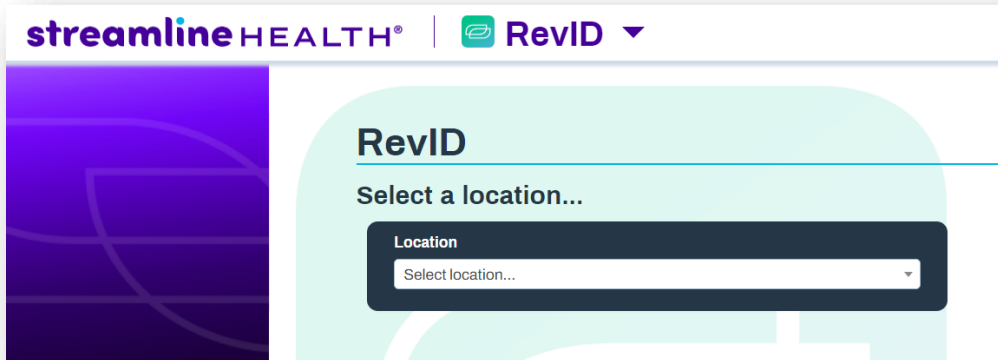 streamline HEALTH® RevID
RevID
Select a location...
Location
Select location...